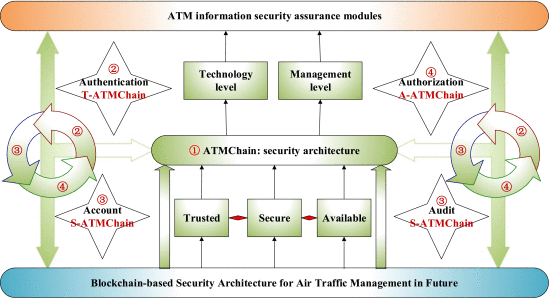 ATM information security assurance modules
②
Authentication
T-ATMChain
Technology
level
Management
level
④
Authorization
A-ATMChain
②
③
④
① ATMChain: security architecture
②
③
④
③
Account
S-ATMChain
Trusted
Secure
Available
③
Audit
S-ATMChain
Blockchain-based Security Architecture for Air Traffic Management in Future